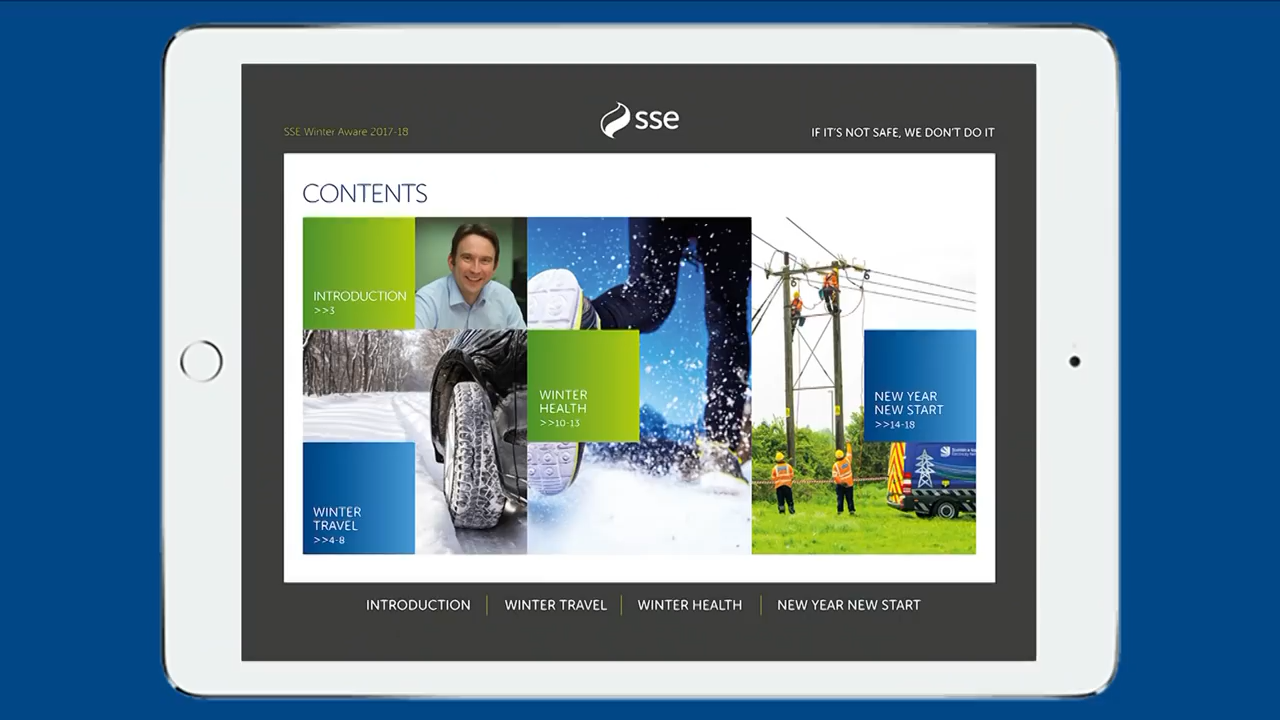 SSE Winter Aware 2017-18
sse
IF IT'S NOT SAFE, WE DON'T DO IT
CONTENTS
INTRODUCTION
>>3
WINTER
HEALTH
>>10-13
NEW YEAR
NEW START
>>14-18
WINTER
TRAVEL
>>4-8
INTRODUCTION
WINTER TRAVEL
WINTER HEALTH
NEW YEAR NEW START